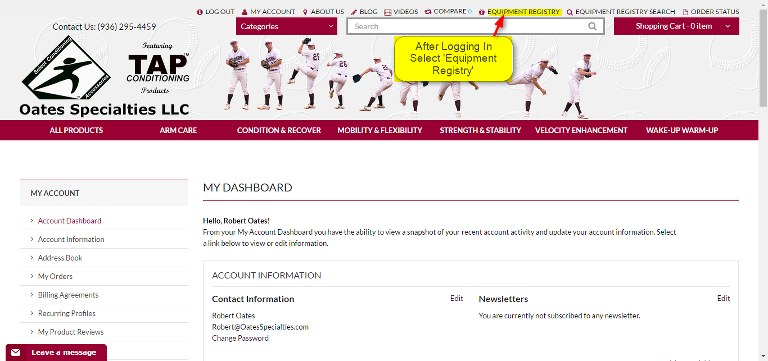 LOG OUT MY ACCOUNT ABOUT US BLOG VIDEOS COMPARE 0 EQUIPMENT REGISTRY EQUIPMENT REGISTRY SEARCH ORDER STATUS
Contact Us: (936) 295-4459
Categories
Search
Shopping Cart - 0 item
After Logging In
Select 'Equipment
Registry'
Select Conditioning
Accelerated
Featuring
TAP
CONDITIONING
Products
Oates Specialties LLC
ALL PRODUCTS ARM CARE CONDITION & RECOVER MOBILITY & FLEXIBILITY STRENGTH & STABILITY VELOCITY ENHANCEMENT WAKE-UP WARM-UP
MY ACCOUNT
Account Dashboard
Account Information
Address Book
My Orders
Billing Agreements
Recurring Profiles
My Product Reviews
MY DASHBOARD
Hello, Robert Oates!
From your My Account Dashboard you have the ability to view a snapshot of your recent account activity and update your account information. Select
a link below to view or edit information.
ACCOUNT INFORMATION
Contact Information Edit
Robert Oates
Robert@OatesSpecialties.com
Change Password
Newsletters Edit
You are currently not subscribed to any newsletter.
Leave a message